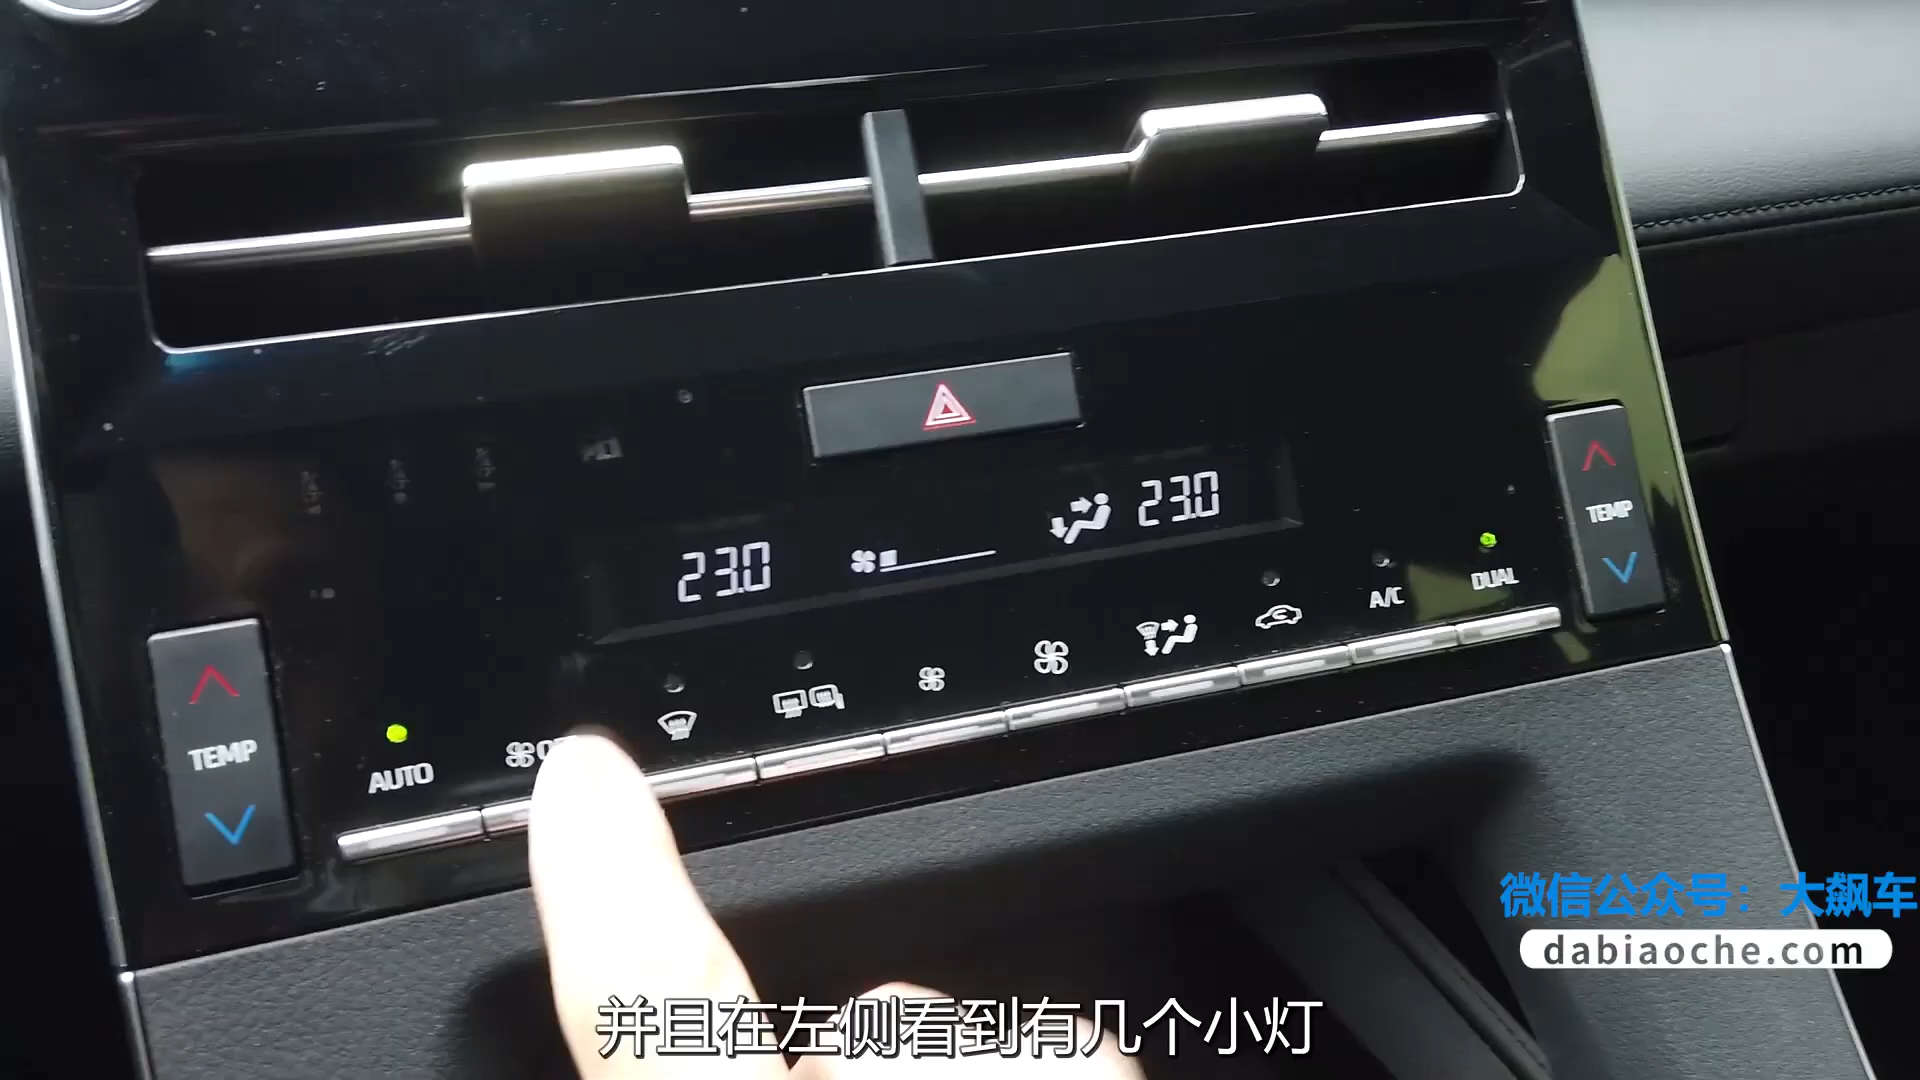 23.0
23.0
TEMP
DUAL
A/C
TEMP
AUTO
微信公众号：大飙车
dabiaoche.com
并且在左侧看到有几个小灯